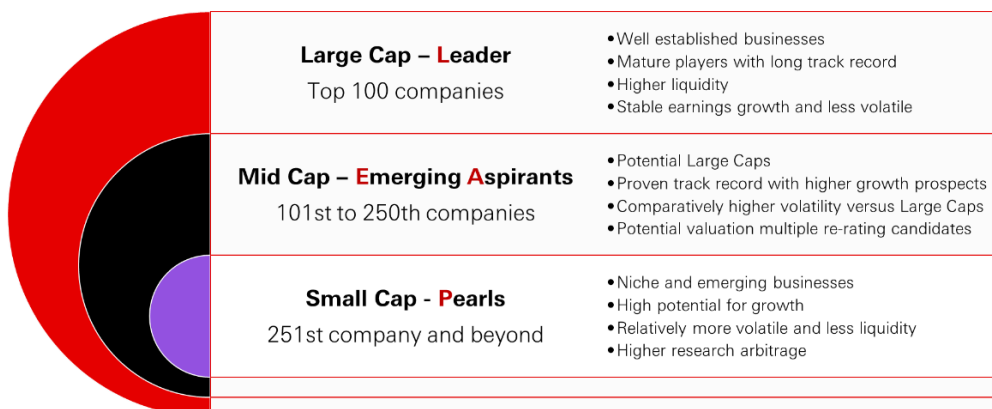 Large Cap – Leader
Top 100 companies
•Well established businesses
•Mature players with long track record
•Higher liquidity
•Stable earnings growth and less volatile
Mid Cap – Emerging Aspirants
101st to 250th companies
•Potential Large Caps
•Proven track record with higher growth prospects
•Comparatively higher volatility versus Large Caps
•Potential valuation multiple re-rating candidates
Small Cap - Pearls
251st company and beyond
•Niche and emerging businesses
•High potential for growth
•Relatively more volatile and less liquidity
•Higher research arbitrage